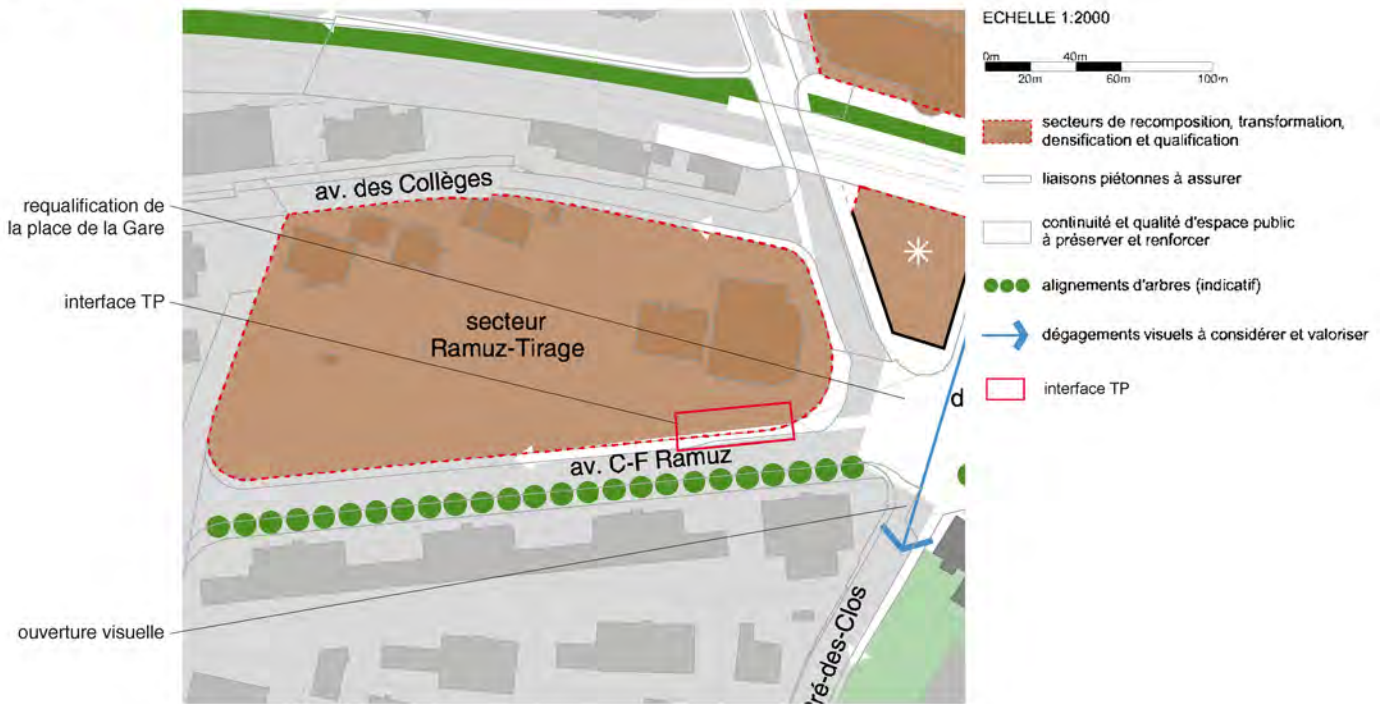 ECHELLE 1:2000
0m 40m
20m 60m 100m
secteurs de recomposition, transformation,
densification et qualification
liaisons piétonnes à assurer
continuité et qualité d'espace public
à préserver et renforcer
alignements d'arbres (indicatif)
dégagements visuels à considérer et valoriser
interface TP
requalification de
la place de la Gare
interface TP
ouverture visuelle
av. des Collèges
secteur
Ramuz-Tirage
av. C-F Ramuz
d
Pré-des-Clos